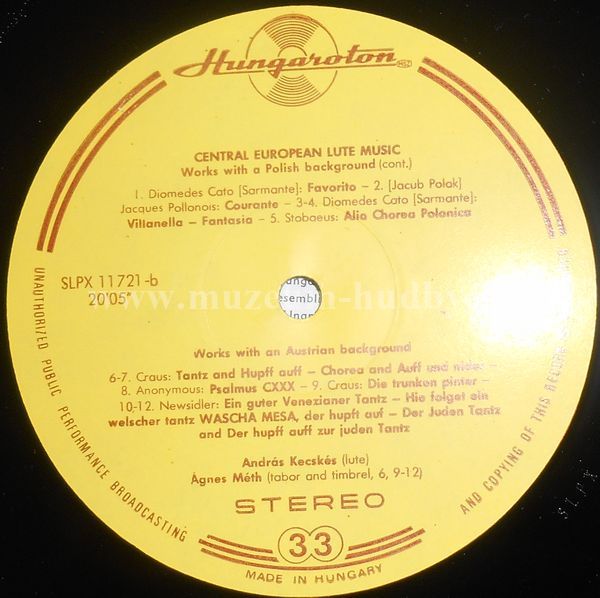 Hungaroton
CENTRAL EUROPEAN LUTE MUSIC
Works with a Polish background (cont.)
1. Diomedes Cato [Sarmante]: Favorito – 2. [Jacub Polak]
Jacques Pollonois: Courante – 3-4. Diomedes Cato [Sarmante]:
Villanella – Fantasia – 5. Stobaeus: Alia Chorea Polonica
SLPX 11721-b
20'05"
Works with an Austrian background
6-7. Craus: Tantz and Hupff auff – Chorea and Auff und nider –
8. Anonymous: Psalmus CXXX – 9. Craus: Die trunken pinter –
10-12. Newsidler: Ein guter Venezianer Tantz – Hie folget ein
welscher tantz WASCHA MESA, der hupft auf – Der Juden Tantz
and Der hupff auff zur juden Tantz
András Kecskés (lute)
Ágnes Méth (tabor and timbrel, 6, 9-12)
STEREO
33
MADE IN HUNGARY
UNAUTHORIZED PUBLIC PERFORMANCE BROADCASTING
AND COPYING OF THIS RECORD